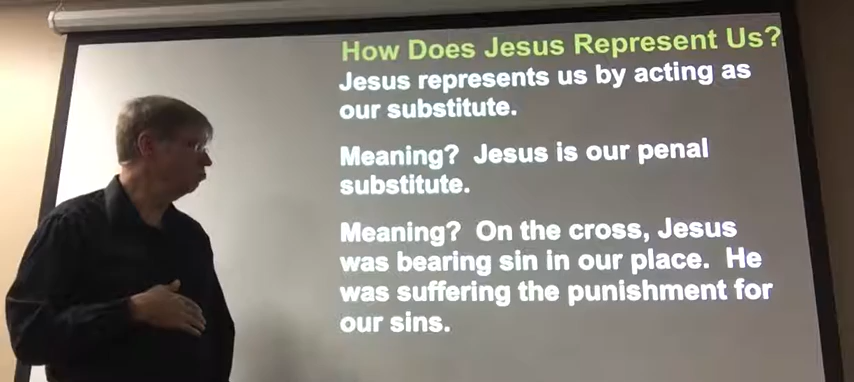 How Does Jesus Represent Us?
Jesus represents us by acting as
our substitute.
Meaning?  Jesus is our penal
substitute.
Meaning?  On the cross, Jesus
was bearing sin in our place.  He
was suffering the punishment for
our sins.